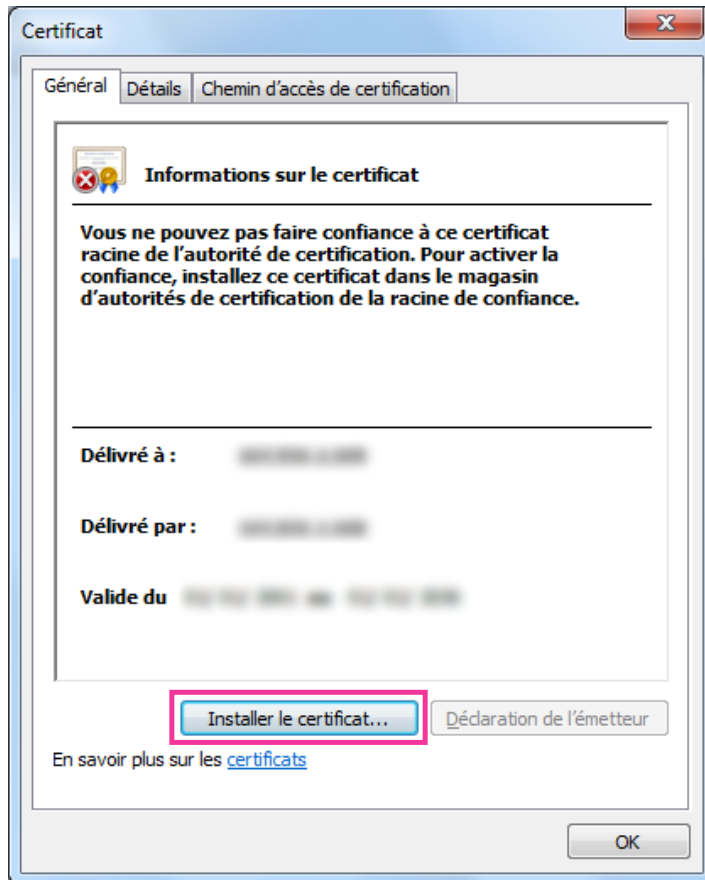 Certificat
Général
Détails
Chemin d'accès de certification
Informations sur le certificat
Vous ne pouvez pas faire confiance à ce certificat
racine de l'autorité de certification. Pour activer la
confiance, installez ce certificat dans le magasin
d'autorités de certification de la racine de confiance.
Délivré à :
Délivré par :
Valide du
Installer le certificat...
Déclaration de l'émetteur
En savoir plus sur les certificats
OK